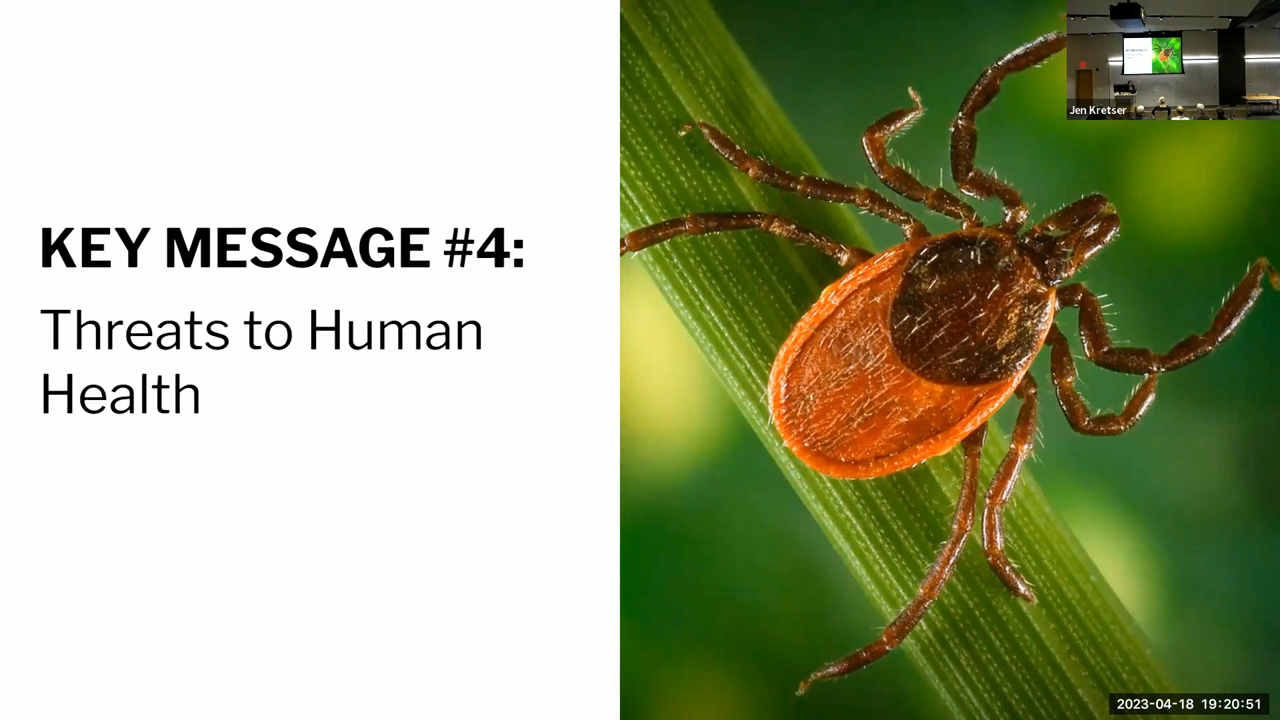 KEY MESSAGE #4:
Threats to Human
Health
Jen Kretser
2023-04-18 19:20:51